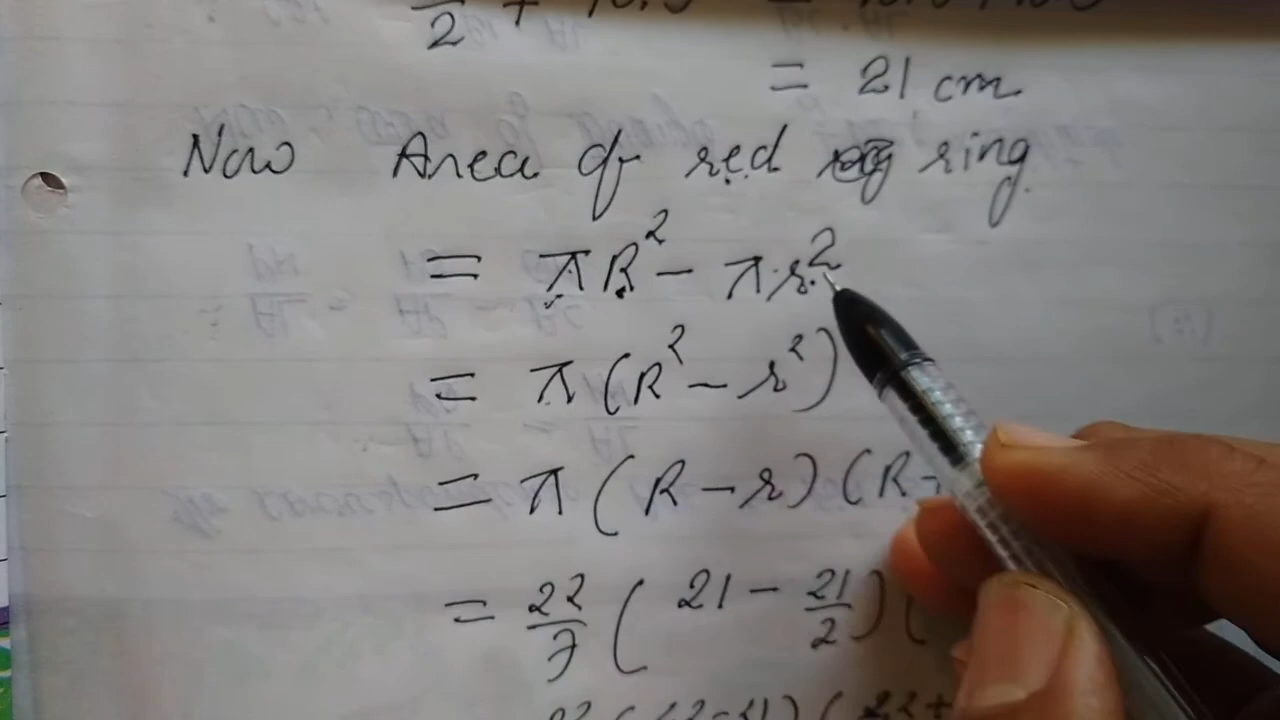 = 21 cm
Now Area of red ring
= πR² - πr²
= π(R² - r²)
= π(R - r)(R
= 22/7 ( 21 - 21/2 ) (